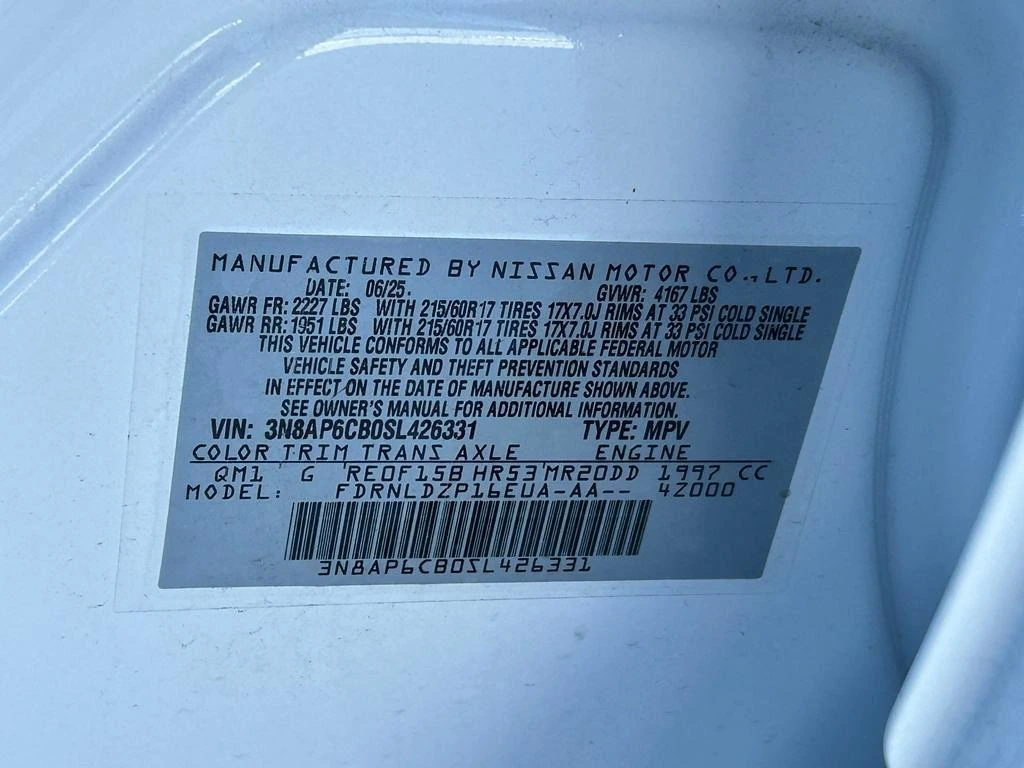 MANUFACTURED BY NISSAN MOTOR CO., LTD.
DATE: 06/25. GVWR: 4167 LBS
GAWR FR: 2227 LBS WITH 215/60R17 TIRES 17X7.0J RIMS AT 33 PSI COLD SINGLE
GAWR RR: 1951 LBS WITH 215/60R17 TIRES 17X7.0J RIMS AT 33 PSI COLD SINGLE
THIS VEHICLE CONFORMS TO ALL APPLICABLE FEDERAL MOTOR
VEHICLE SAFETY AND THEFT PREVENTION STANDARDS
IN EFFECT ON THE DATE OF MANUFACTURE SHOWN ABOVE.
SEE OWNER'S MANUAL FOR ADDITIONAL INFORMATION.
VIN: 3N8AP6CB0SL426331 TYPE: MPV
COLOR TRIM TRANS AXLE ENGINE
QM1 G RE0F15B HR53 MR20DD 1997 CC
MODEL: FDRNLDZP16EUA-AA-- 4Z000
3N8AP6CB0SL426331